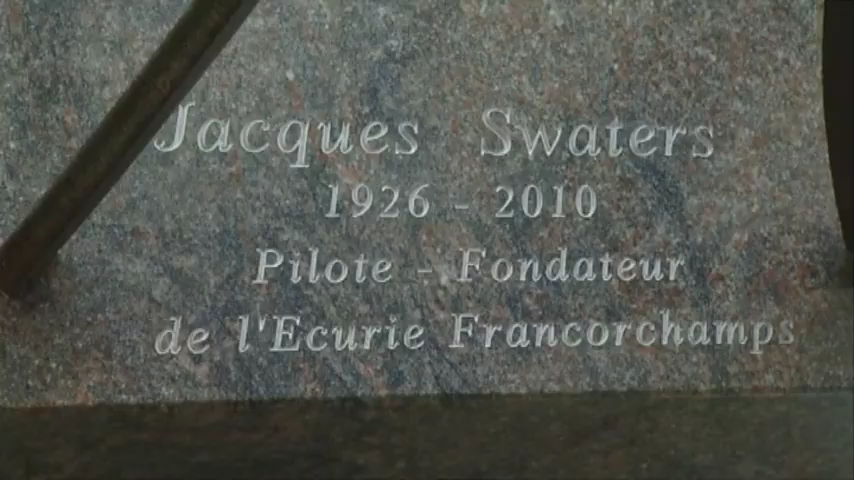 Jacques Swaters
1926 - 2010
Pilote - Fondateur
de l'Ecurie Francorchamps